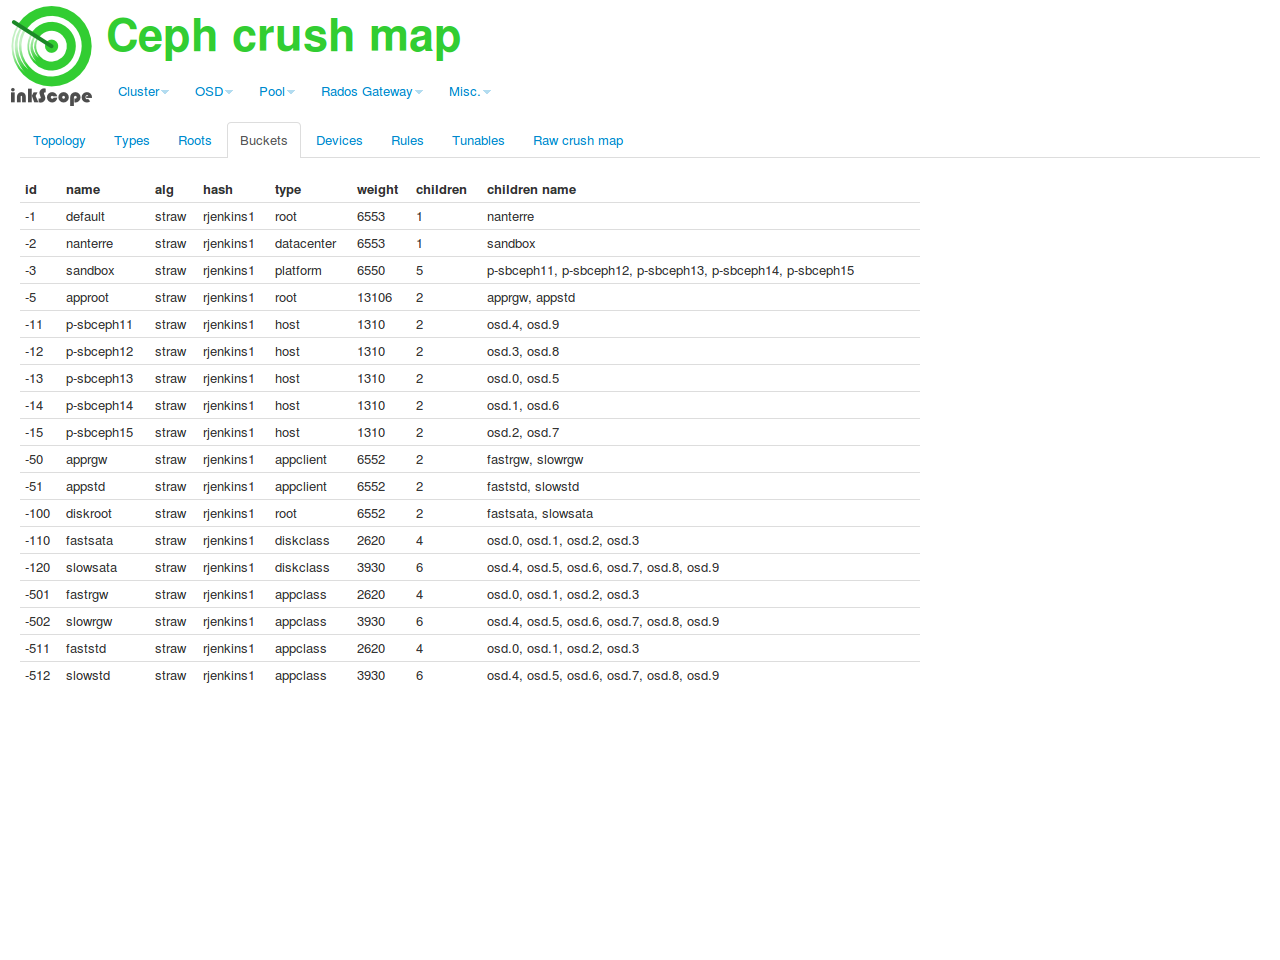 Ceph crush map
inkScope
Cluster OSD Pool Rados Gateway Misc.
Topology Types Roots Buckets Devices Rules Tunables Raw crush map
id name alg hash type weight children children name
-1 default straw rjenkins1 root 6553 1 nanterre
-2 nanterre straw rjenkins1 datacenter 6553 1 sandbox
-3 sandbox straw rjenkins1 platform 6550 5 p-sbceph11, p-sbceph12, p-sbceph13, p-sbceph14, p-sbceph15
-5 approot straw rjenkins1 root 13106 2 apprgw, appstd
-11 p-sbceph11 straw rjenkins1 host 1310 2 osd.4, osd.9
-12 p-sbceph12 straw rjenkins1 host 1310 2 osd.3, osd.8
-13 p-sbceph13 straw rjenkins1 host 1310 2 osd.0, osd.5
-14 p-sbceph14 straw rjenkins1 host 1310 2 osd.1, osd.6
-15 p-sbceph15 straw rjenkins1 host 1310 2 osd.2, osd.7
-50 apprgw straw rjenkins1 appclient 6552 2 fastrgw, slowrgw
-51 appstd straw rjenkins1 appclient 6552 2 faststd, slowstd
-100 diskroot straw rjenkins1 root 6552 2 fastsata, slowsata
-110 fastsata straw rjenkins1 diskclass 2620 4 osd.0, osd.1, osd.2, osd.3
-120 slowsata straw rjenkins1 diskclass 3930 6 osd.4, osd.5, osd.6, osd.7, osd.8, osd.9
-501 fastrgw straw rjenkins1 appclass 2620 4 osd.0, osd.1, osd.2, osd.3
-502 slowrgw straw rjenkins1 appclass 3930 6 osd.4, osd.5, osd.6, osd.7, osd.8, osd.9
-511 faststd straw rjenkins1 appclass 2620 4 osd.0, osd.1, osd.2, osd.3
-512 slowstd straw rjenkins1 appclass 3930 6 osd.4, osd.5, osd.6, osd.7, osd.8, osd.9